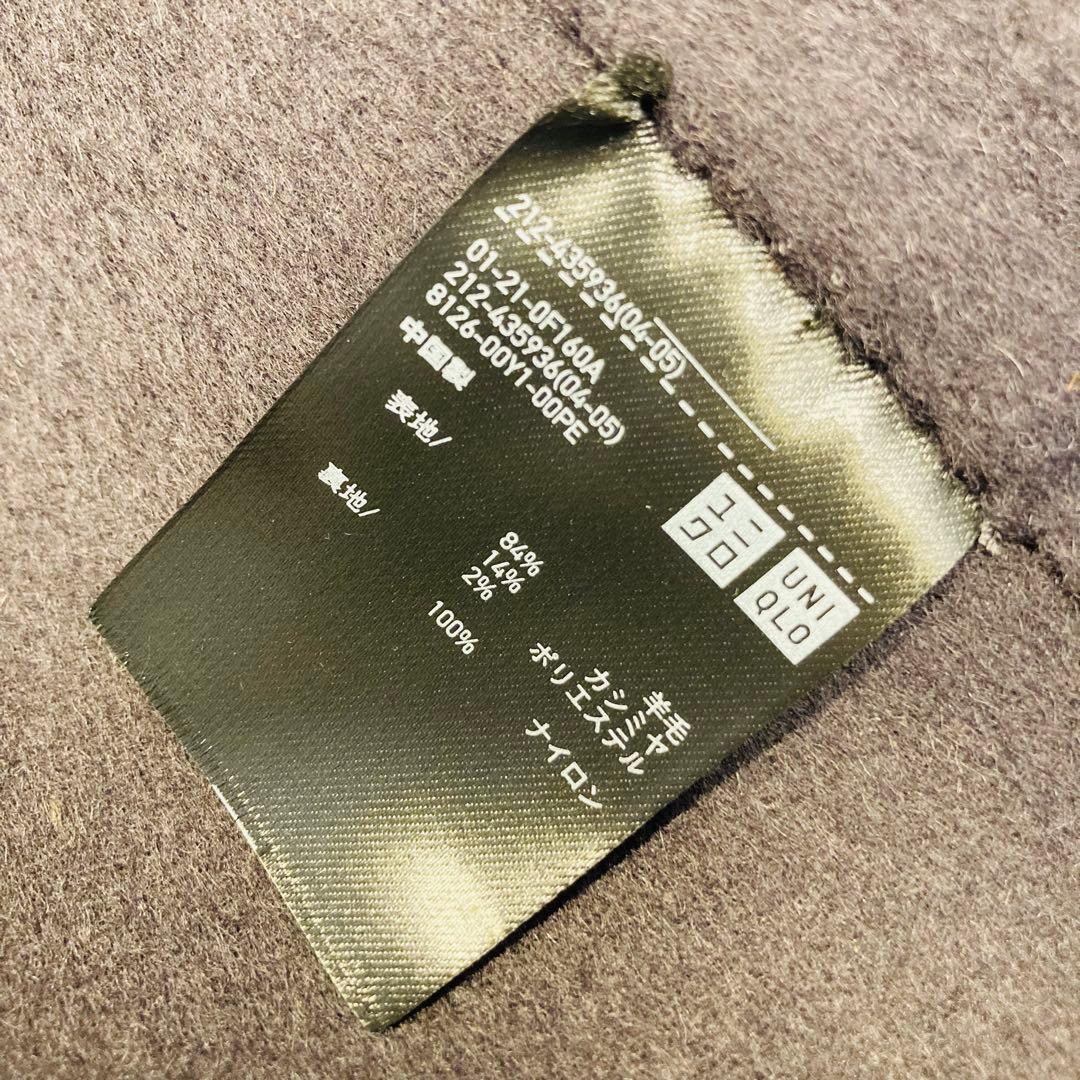 212-435936(04-05)
01-21-0F160A
212-435936(04-05)
8126-00Y1-00PE
中国製
表地/
84% 羊毛
14% カシミヤ
2% ポリエステル
裏地/
100% ナイロン
ユニ
クロ
UNI
QLO